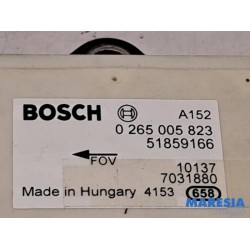 BOSCH A152
0 265 005 823
51859166
FOV
10137
7031880
Made in Hungary 4153 658
MARESIA